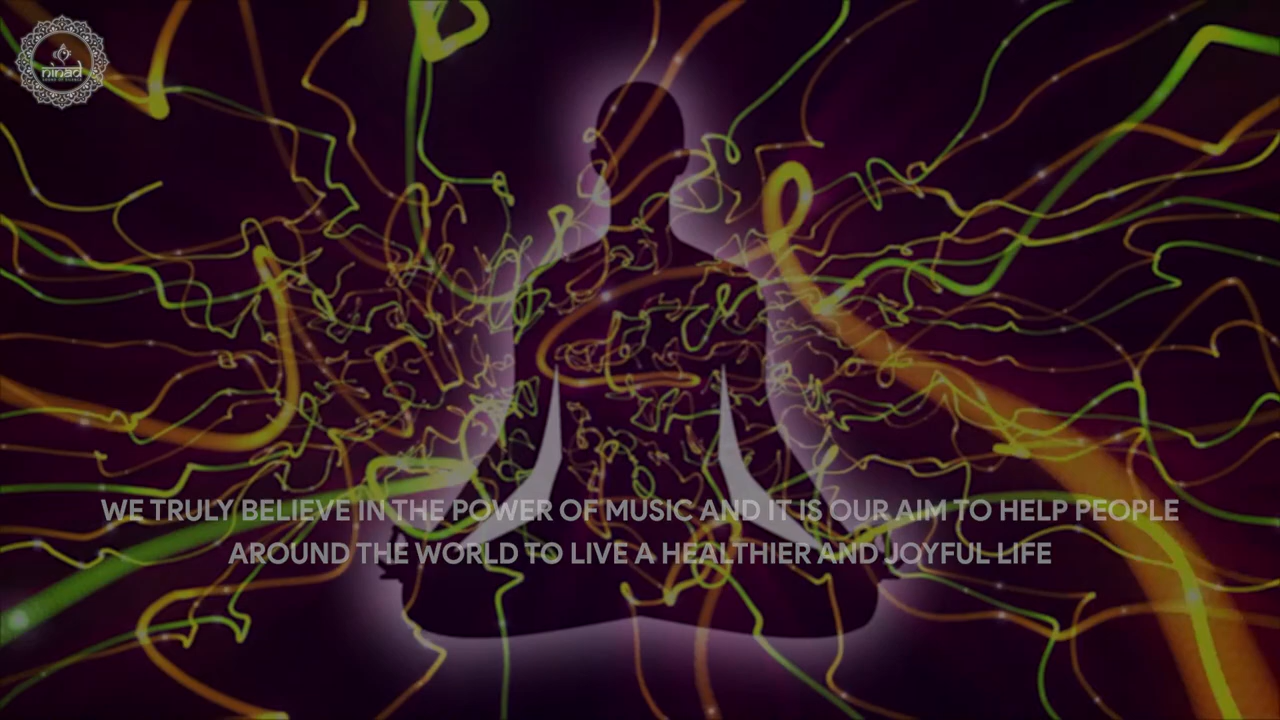 ninad
WE TRULY BELIEVE IN THE POWER OF MUSIC AND IT IS OUR AIM TO HELP PEOPLE
AROUND THE WORLD TO LIVE A HEALTHIER AND JOYFUL LIFE